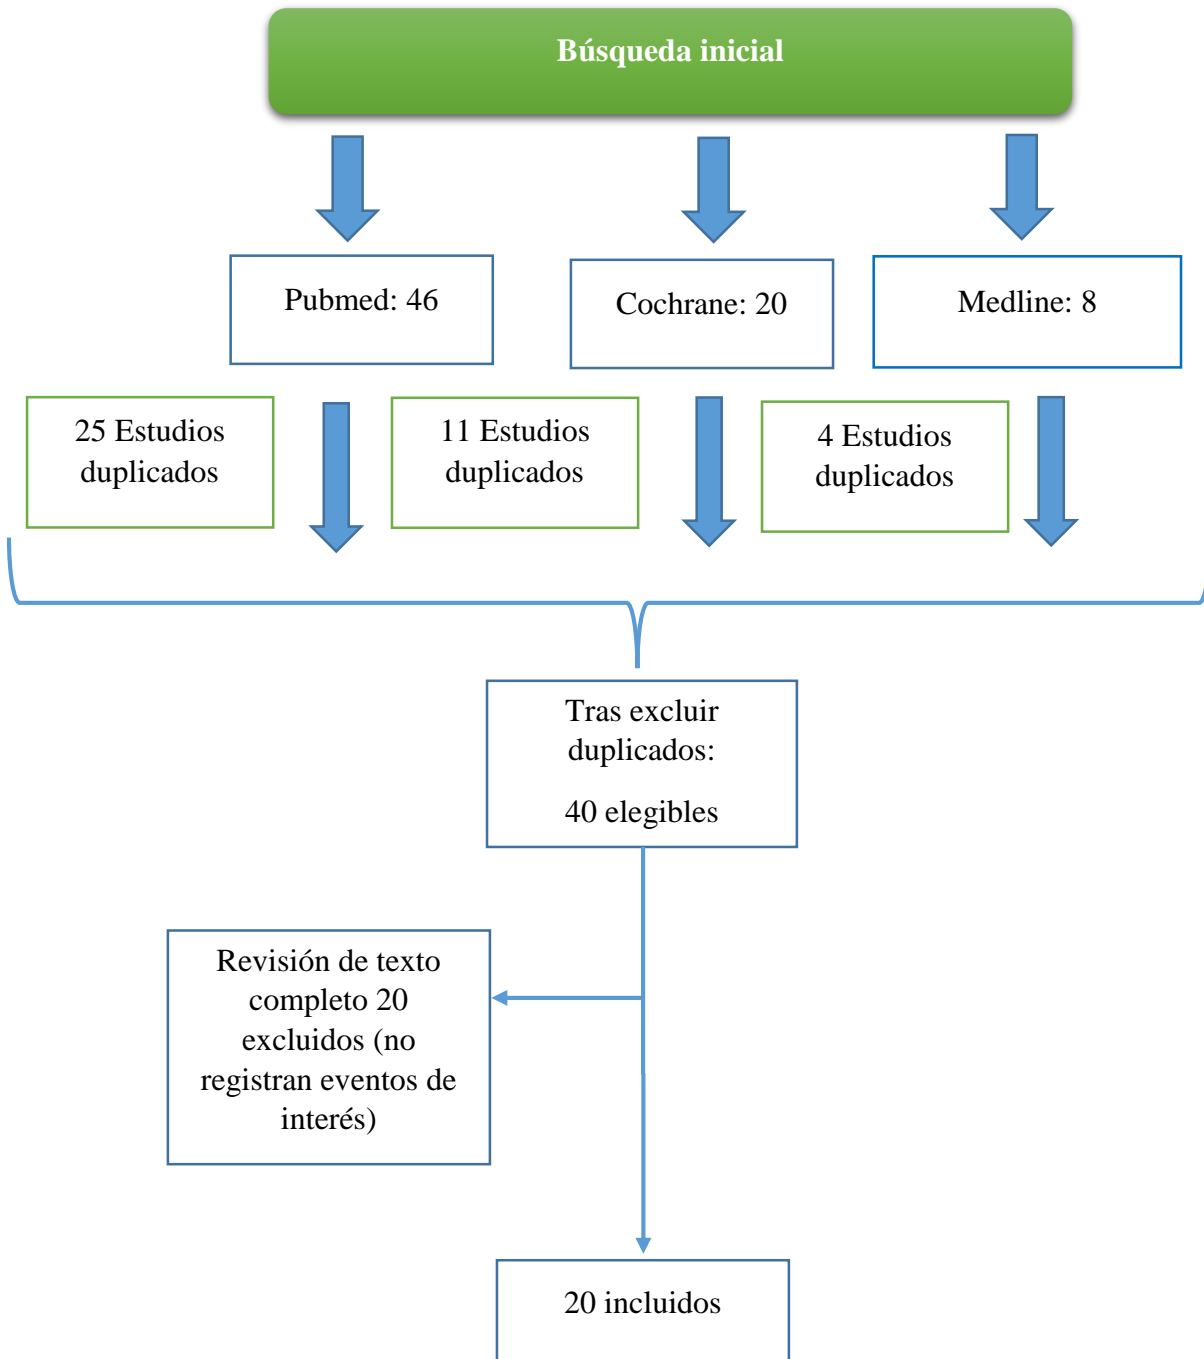 Búsqueda inicial
Pubmed: 46
Cochrane: 20
Medline: 8
25 Estudios
duplicados
11 Estudios
duplicados
4 Estudios
duplicados
Tras excluir
duplicados:
40 elegibles
Revisión de texto
completo 20
excluidos (no
registran eventos de
interés)
20 incluidos